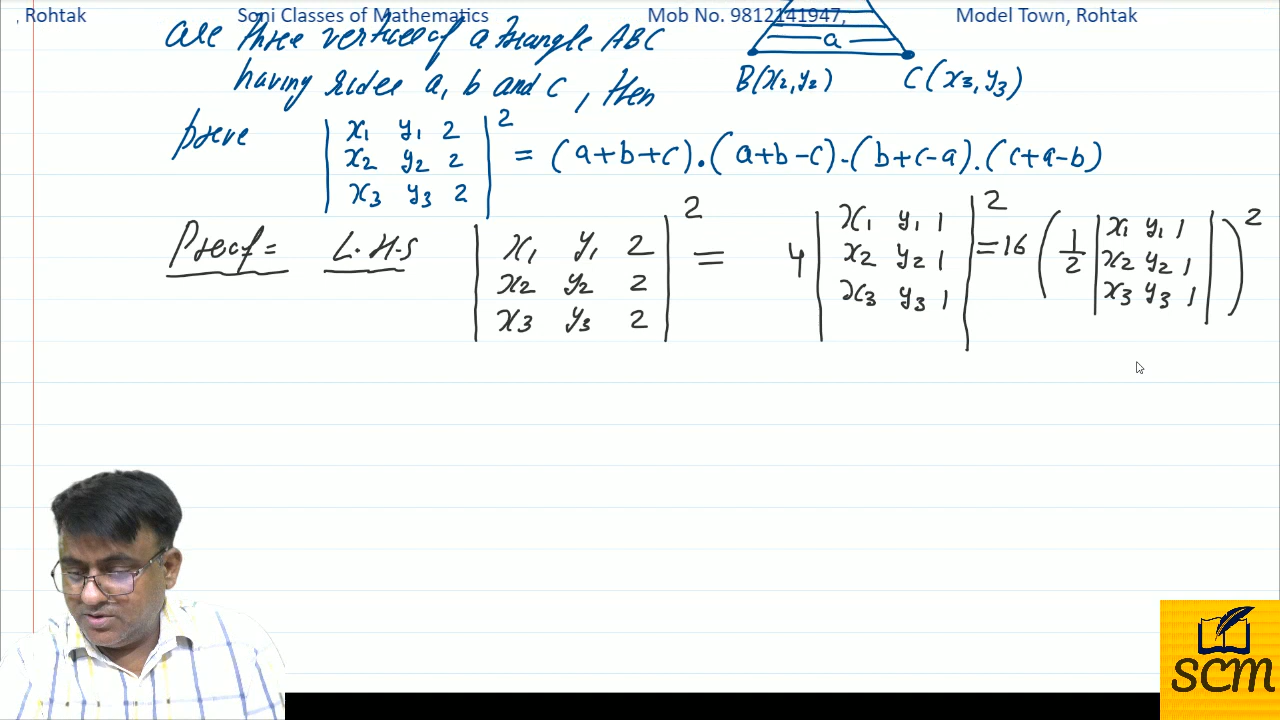 , Rohtak Soni Classes of Mathematics Mob No. 9812141947, Model Town, Rohtak
are three vertices of a triangle ABC
having sides a, b and c, then
a
B(x2, y2) C(x3, y3)
prove | x1 y1 2 |² = (a+b+c).(a+b-c).(b+c-a).(c+a-b)
| x2 y2 2 |
| x3 y3 2 |
Proof = L.H.S | x1 y1 2 |² = 4 | x1 y1 1 |² = 16 ( 1/2 | x1 y1 1 | )²
| x2 y2 2 | | x2 y2 1 | | x2 y2 1 |
| x3 y3 2 | | x3 y3 1 | | x3 y3 1 |
SCM